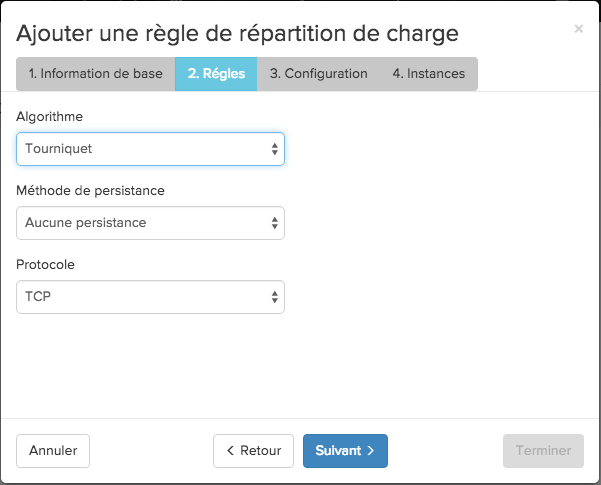 Ajouter une règle de répartition de charge
×
1. Information de base 2. Régles 3. Configuration 4. Instances
Algorithme
Tourniquet
Méthode de persistance
Aucune persistance
Protocole
TCP
Annuler < Retour Suivant > Terminer